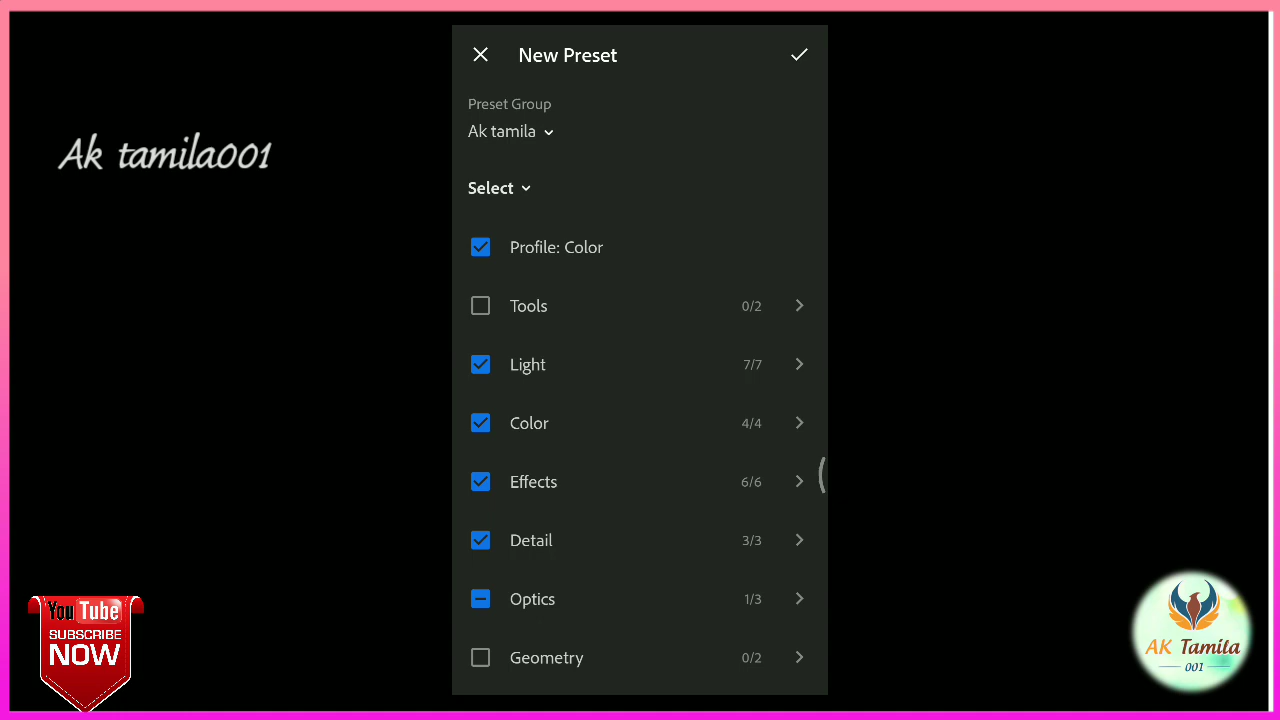 New Preset
Preset Group
Ak tamila
Ak tamila001
Select
Profile: Color
Tools 0/2
Light 7/7
Color 4/4
Effects 6/6
Detail 3/3
Optics 1/3
Geometry 0/2
YouTube
SUBSCRIBE
NOW
AK Tamila
001